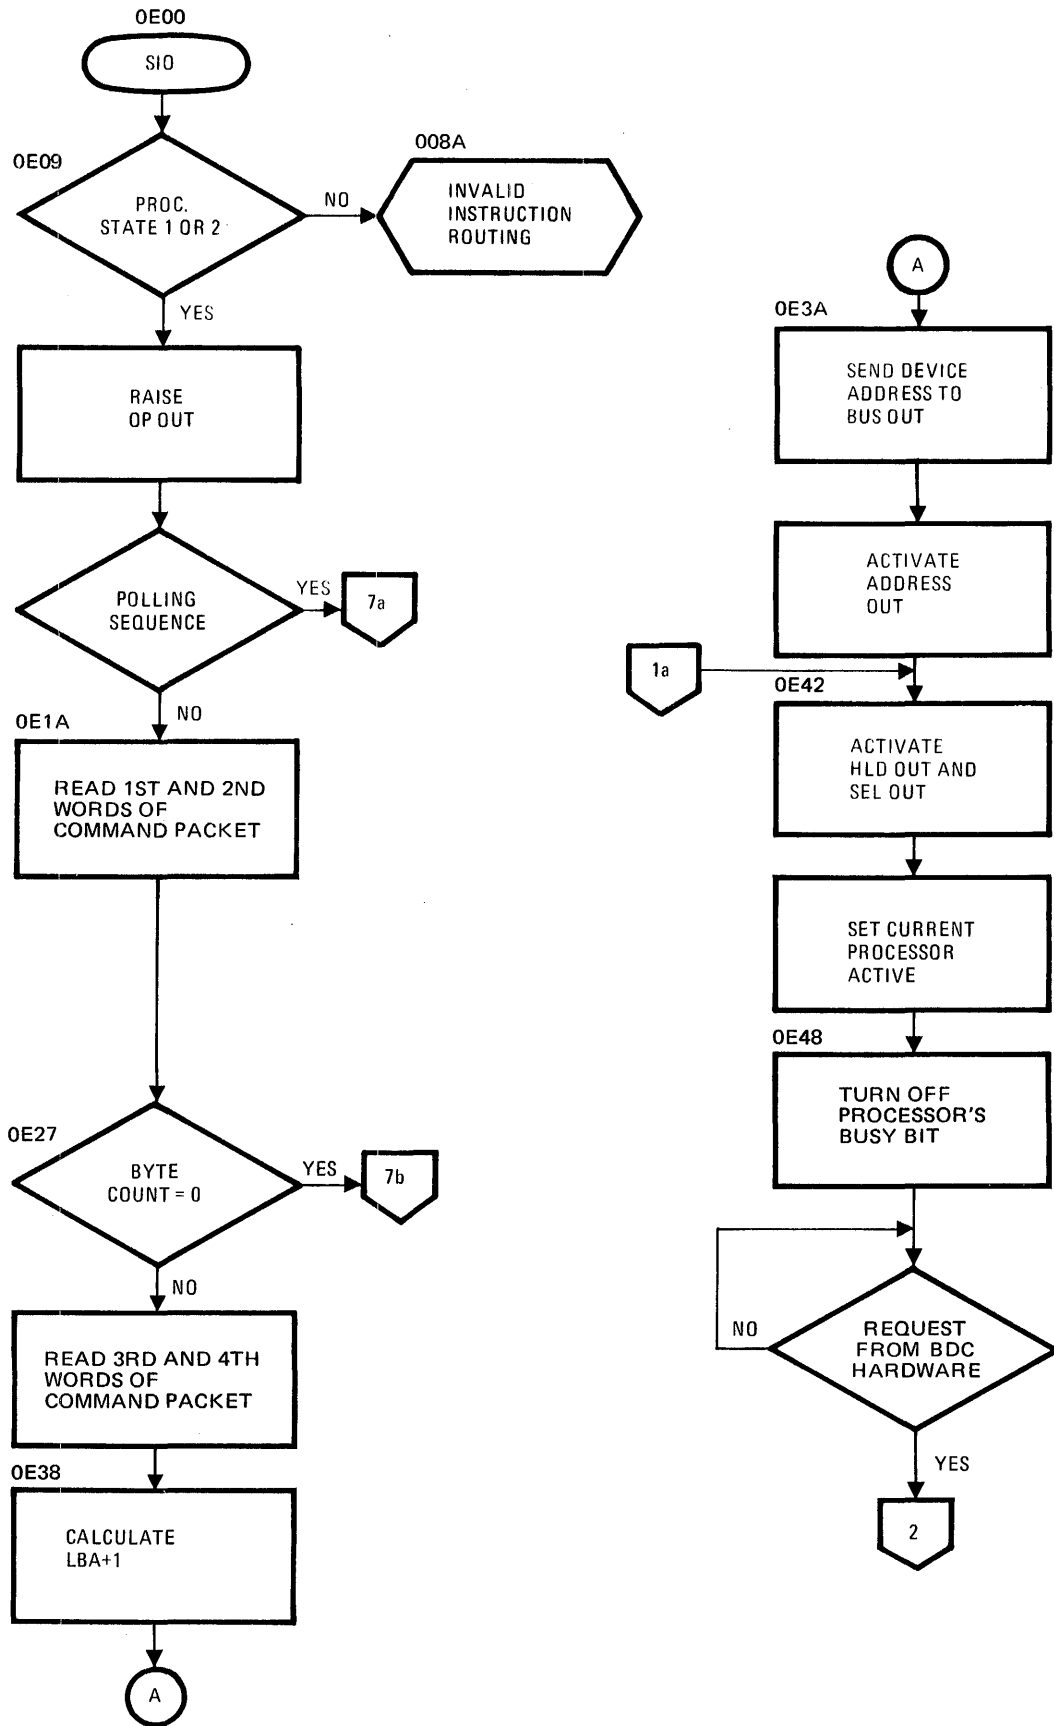 0E00
SIO
0E09
PROC.
STATE 1 OR 2
NO
008A
INVALID
INSTRUCTION
ROUTING
YES
RAISE
OP OUT
POLLING
SEQUENCE
YES
7a
NO
0E1A
READ 1ST AND 2ND
WORDS OF
COMMAND PACKET
0E27
BYTE
COUNT = 0
YES
7b
NO
READ 3RD AND 4TH
WORDS OF
COMMAND PACKET
0E38
CALCULATE
LBA+1
A
A
0E3A
SEND DEVICE
ADDRESS TO
BUS OUT
ACTIVATE
ADDRESS
OUT
1a
0E42
ACTIVATE
HLD OUT AND
SEL OUT
SET CURRENT
PROCESSOR
ACTIVE
0E48
TURN OFF
PROCESSOR'S
BUSY BIT
NO
REQUEST
FROM BDC
HARDWARE
YES
2